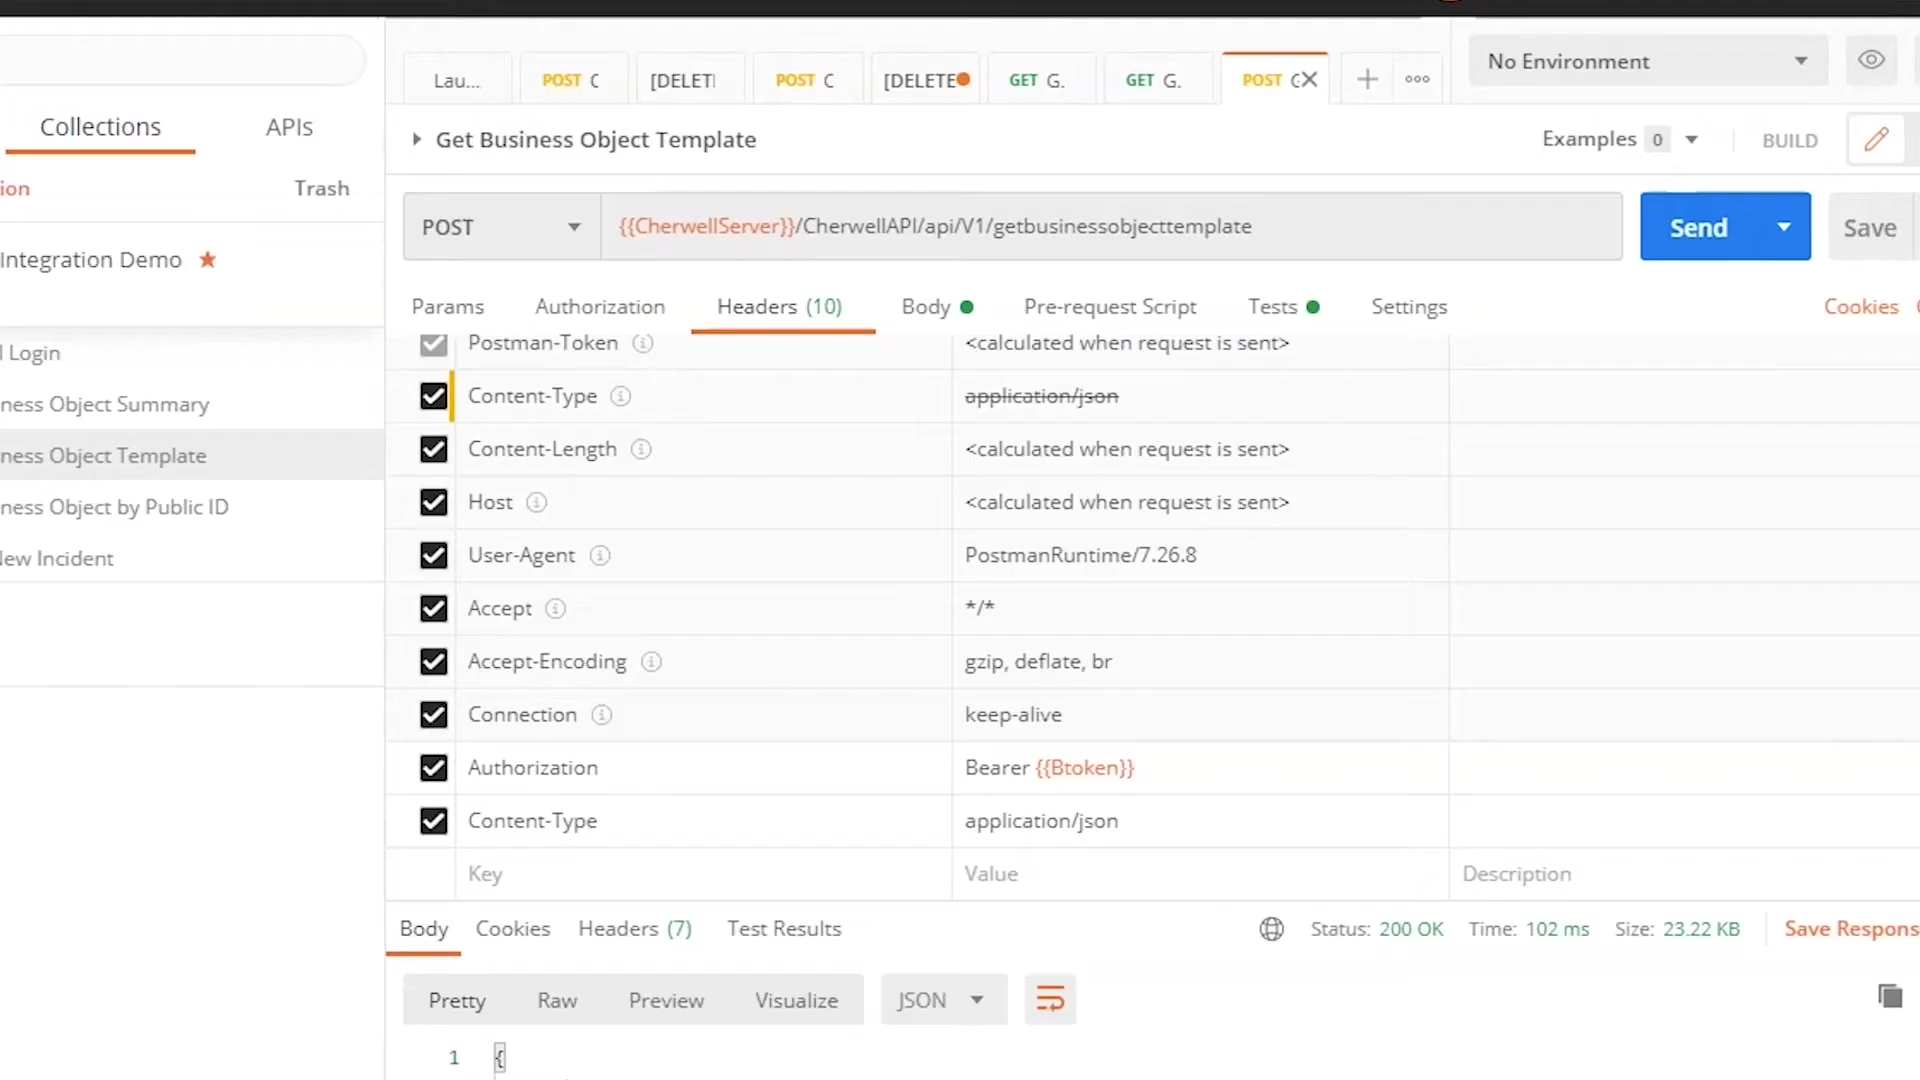 Lau...
POST
[DELET
POST
[DELETE
GET G.
GET G.
POST
No Environment
Collections
APIs
Get Business Object Template
Examples 0
BUILD
ion
Trash
POST
{{CherwellServer}}/CherwellAPI/api/V1/getbusinessobjecttemplate
Send
Save
Integration Demo
Params
Authorization
Headers (10)
Body
Pre-request Script
Tests
Settings
Cookies
l Login
ness Object Summary
ness Object Template
ness Object by Public ID
New Incident
Postman-Token
<calculated when request is sent>
Content-Type
application/json
Content-Length
<calculated when request is sent>
Host
<calculated when request is sent>
User-Agent
PostmanRuntime/7.26.8
Accept
*/*
Accept-Encoding
gzip, deflate, br
Connection
keep-alive
Authorization
Bearer {{Btoken}}
Content-Type
application/json
Key
Value
Description
Body
Cookies
Headers (7)
Test Results
Status: 200 OK
Time: 102 ms
Size: 23.22 KB
Save Respons
Pretty
Raw
Preview
Visualize
JSON
1 {